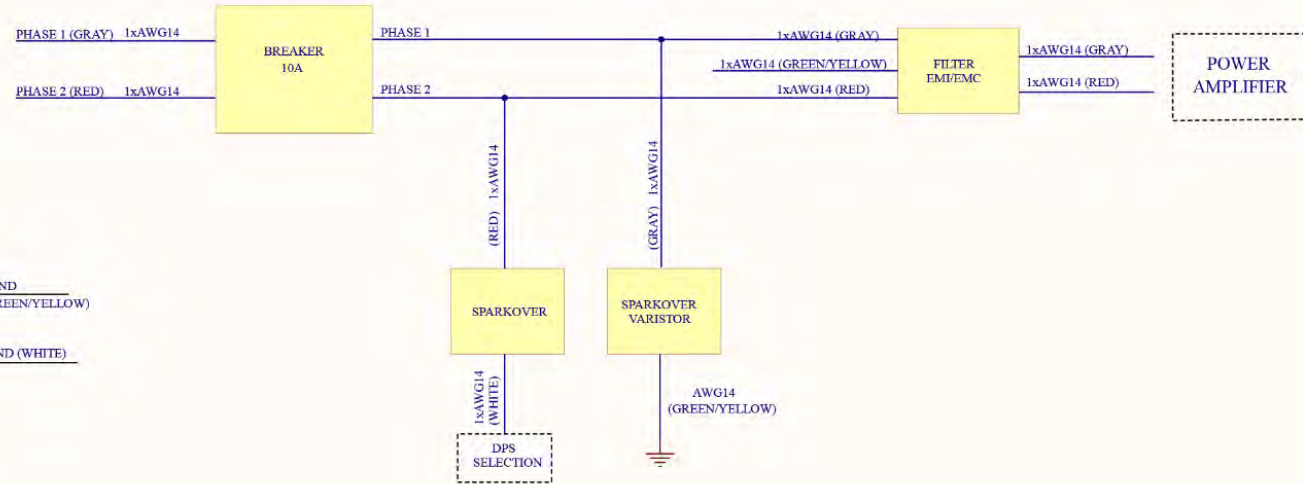 PHASE 1 (GRAY) 1xAWG14
PHASE 2 (RED) 1xAWG14
BREAKER
10A
PHASE 1
PHASE 2
1xAWG14 (GRAY)
1xAWG14 (GREEN/YELLOW)
1xAWG14 (RED)
FILTER
EMI/EMC
1xAWG14 (GRAY)
1xAWG14 (RED)
POWER
AMPLIFIER
(RED) 1xAWG14
(GRAY) 1xAWG14
ND
REEN/YELLOW)
ND (WHITE)
SPARKOVER
SPARKOVER
VARISTOR
1xAWG14
(WHITE)
AWG14
(GREEN/YELLOW)
DPS
SELECTION